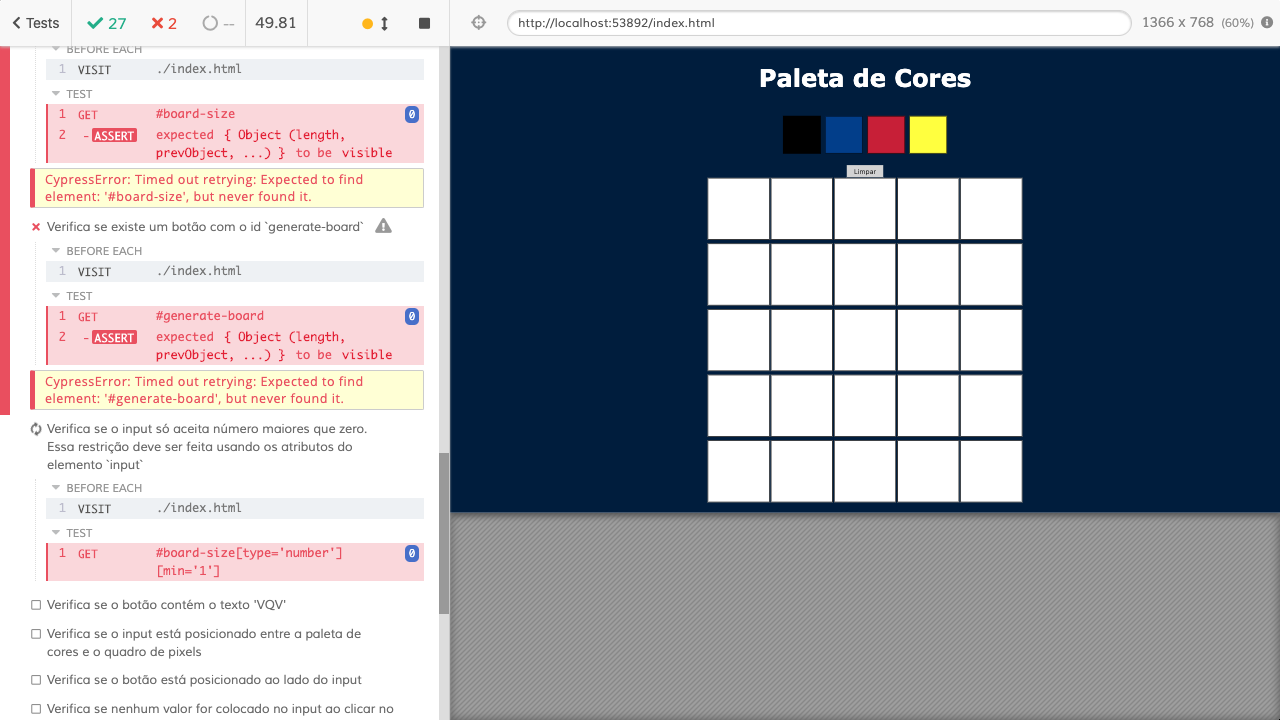 Tests
27
2
--
49.81
http://localhost:53892/index.html
1366 x 768 (60%)
BEFORE EACH
1 VISIT ./index.html
TEST
1 GET #board-size 0
2 -ASSERT expected { Object (length,
prevObject, ...) } to be visible
CypressError: Timed out retrying: Expected to find
element: '#board-size', but never found it.
Verifica se existe um botão com o id `generate-board`
BEFORE EACH
1 VISIT ./index.html
TEST
1 GET #generate-board 0
2 -ASSERT expected { Object (length,
prevObject, ...) } to be visible
CypressError: Timed out retrying: Expected to find
element: '#generate-board', but never found it.
Verifica se o input só aceita número maiores que zero.
Essa restrição deve ser feita usando os atributos do
elemento `input`
BEFORE EACH
1 VISIT ./index.html
TEST
1 GET #board-size[type='number'] 0
[min='1']
Verifica se o botão contém o texto 'VQV'
Verifica se o input está posicionado entre a paleta de
cores e o quadro de pixels
Verifica se o botão está posicionado ao lado do input
Verifica se nenhum valor for colocado no input ao clicar no
Paleta de Cores
Limpar